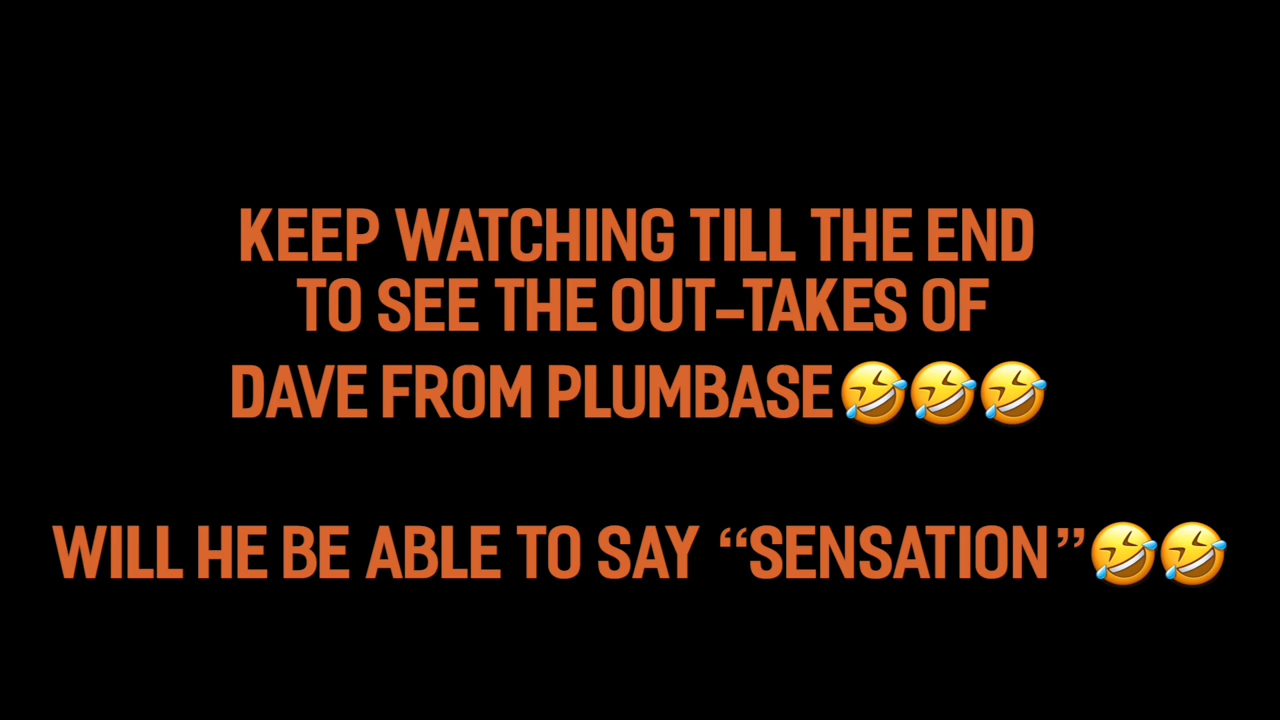 KEEP WATCHING TILL THE END
TO SEE THE OUT-TAKES OF
DAVE FROM PLUMBASE🤣🤣🤣
WILL HE BE ABLE TO SAY “SENSATION”🤣🤣